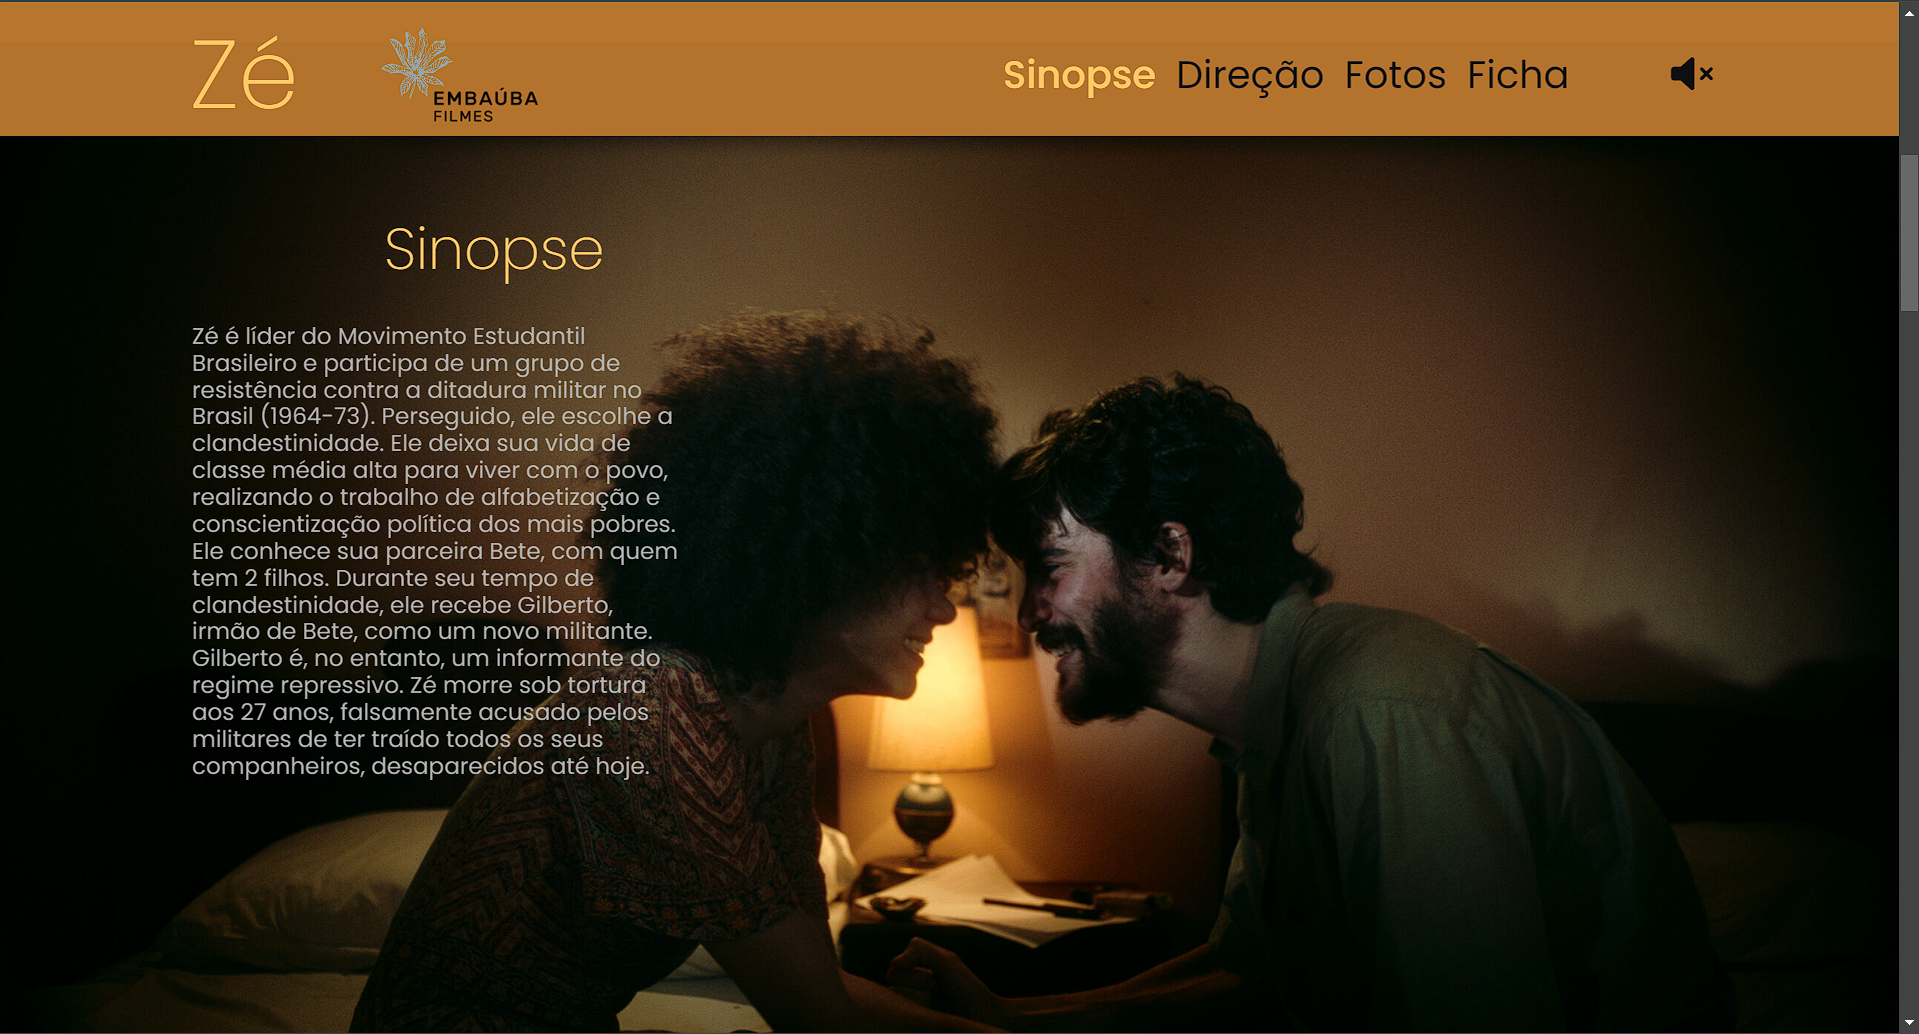 Zé
EMBAÚBA
FILMES
Sinopse Direção Fotos Ficha
Sinopse
Zé é líder do Movimento Estudantil
Brasileiro e participa de um grupo de
resistência contra a ditadura militar no
Brasil (1964-73). Perseguido, ele escolhe a
clandestinidade. Ele deixa sua vida de
classe média alta para viver com o povo,
realizando o trabalho de alfabetização e
conscientização política dos mais pobres.
Ele conhece sua parceira Bete, com quem
tem 2 filhos. Durante seu tempo de
clandestinidade, ele recebe Gilberto,
irmão de Bete, como um novo militante.
Gilberto é, no entanto, um informante do
regime repressivo. Zé morre sob tortura
aos 27 anos, falsamente acusado pelos
militares de ter traído todos os seus
companheiros, desaparecidos até hoje.